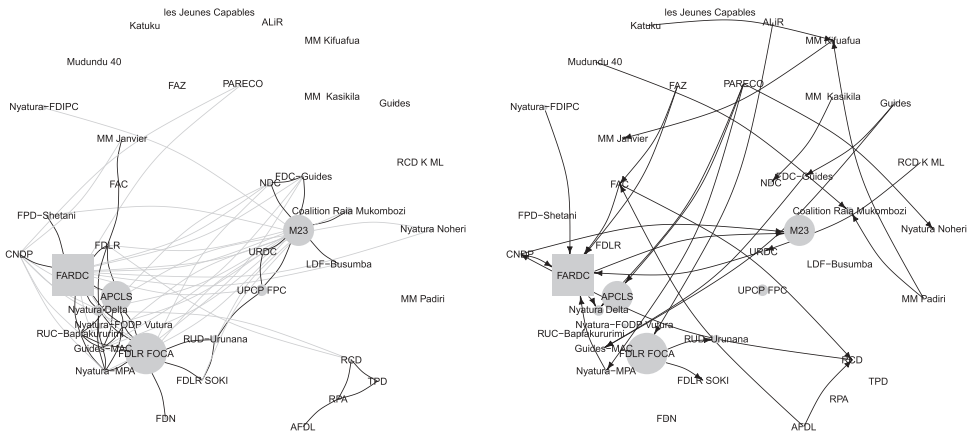 les Jeunes Capables
Katuku
ALiR
MM Kifuafua
Mudundu 40
FAZ
PARECO
MM Kasikila
Guides
Nyatura−FDIPC
MM Janvier
RCD K ML
FAC
NDC
FDC−Guides
FPD−Shetani
Coalition Raia Mukombozi
M23
Nyatura Noheri
CNDP
FDLR
URDC
LDF−Busumba
FARDC
UPCP FPC
APCLS
MM Padiri
Nyatura Delta
Nyatura−FODP Vutura
RUC−Bapfakururimi
RUD−Urunana
Guides−MAC
FDLR FOCA
Nyatura−MPA
RCD
FDLR SOKI
TPD
RPA
FDN
AFDL
les Jeunes Capables
Katuku
ALiR
MM Kifuafua
Mudundu 40
FAZ
PARECO
MM Kasikila
Guides
Nyatura−FDIPC
MM Janvier
RCD K ML
FAC
NDC
FDC−Guides
FPD−Shetani
Coalition Raia Mukombozi
M23
Nyatura Noheri
CNDP
FDLR
URDC
LDF−Busumba
FARDC
UPCP FPC
APCLS
MM Padiri
Nyatura Delta
Nyatura−FODP Vutura
RUC−Bapfakururimi
RUD−Urunana
Guides−MAC
FDLR FOCA
Nyatura−MPA
RCD
FDLR SOKI
TPD
RPA
FDN
AFDL